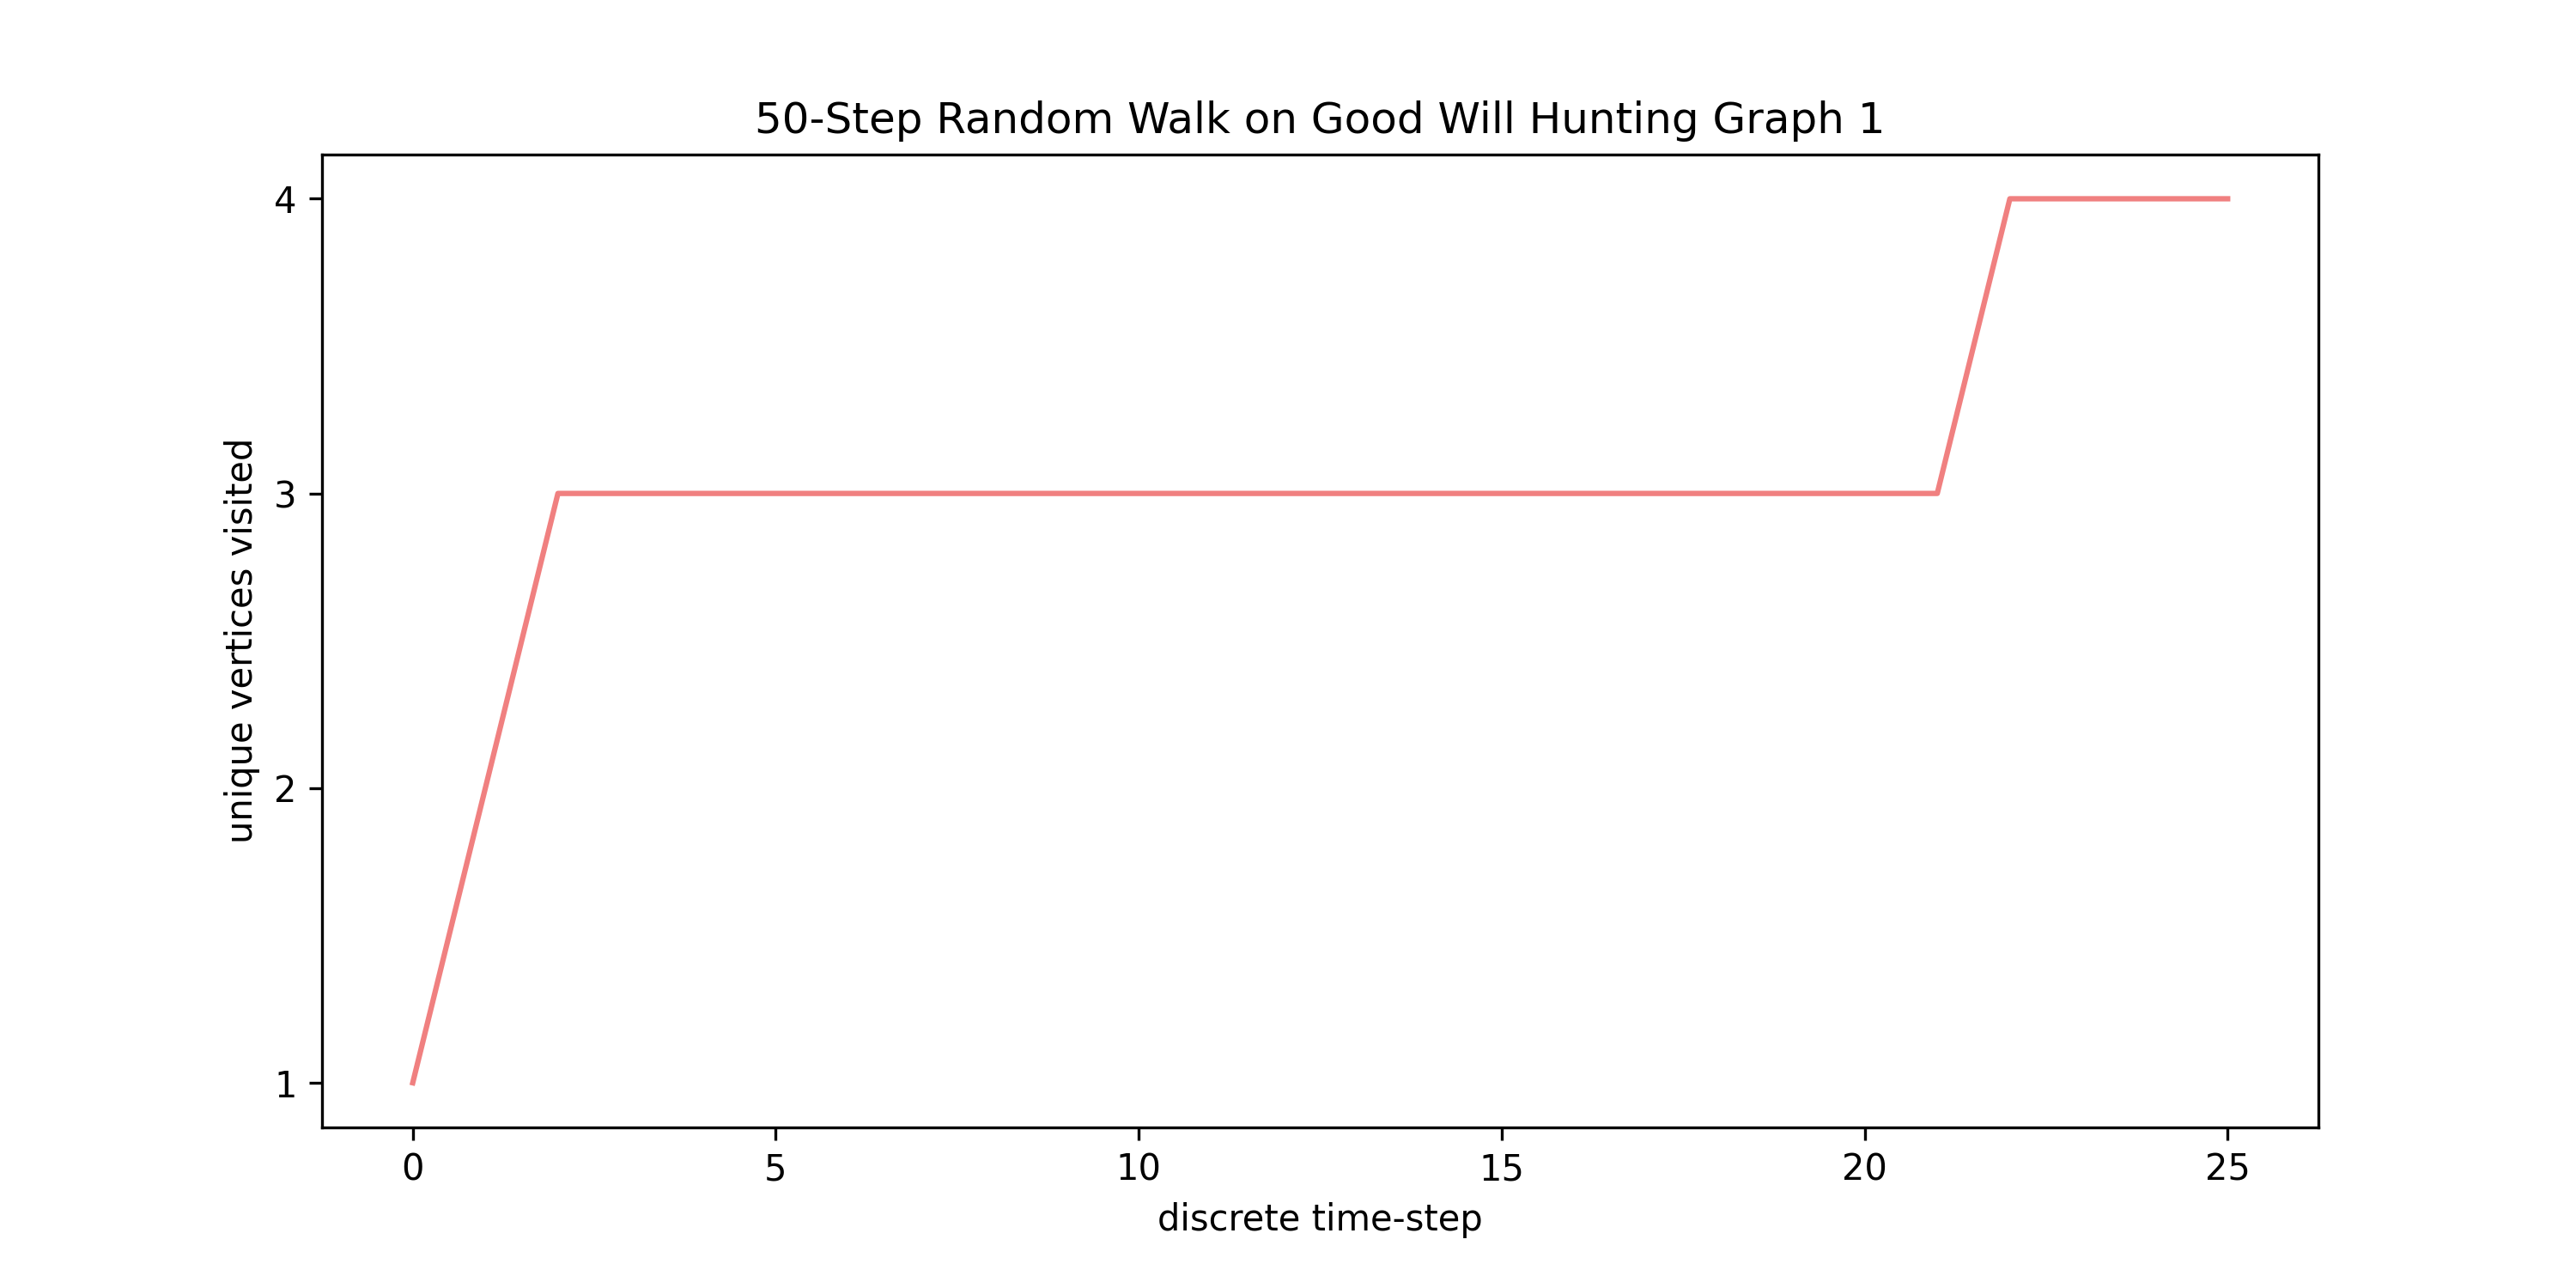 50-Step Random Walk on Good Will Hunting Graph 1
unique vertices visited
4
3
2
1
0 5 10 15 20 25
discrete time-step